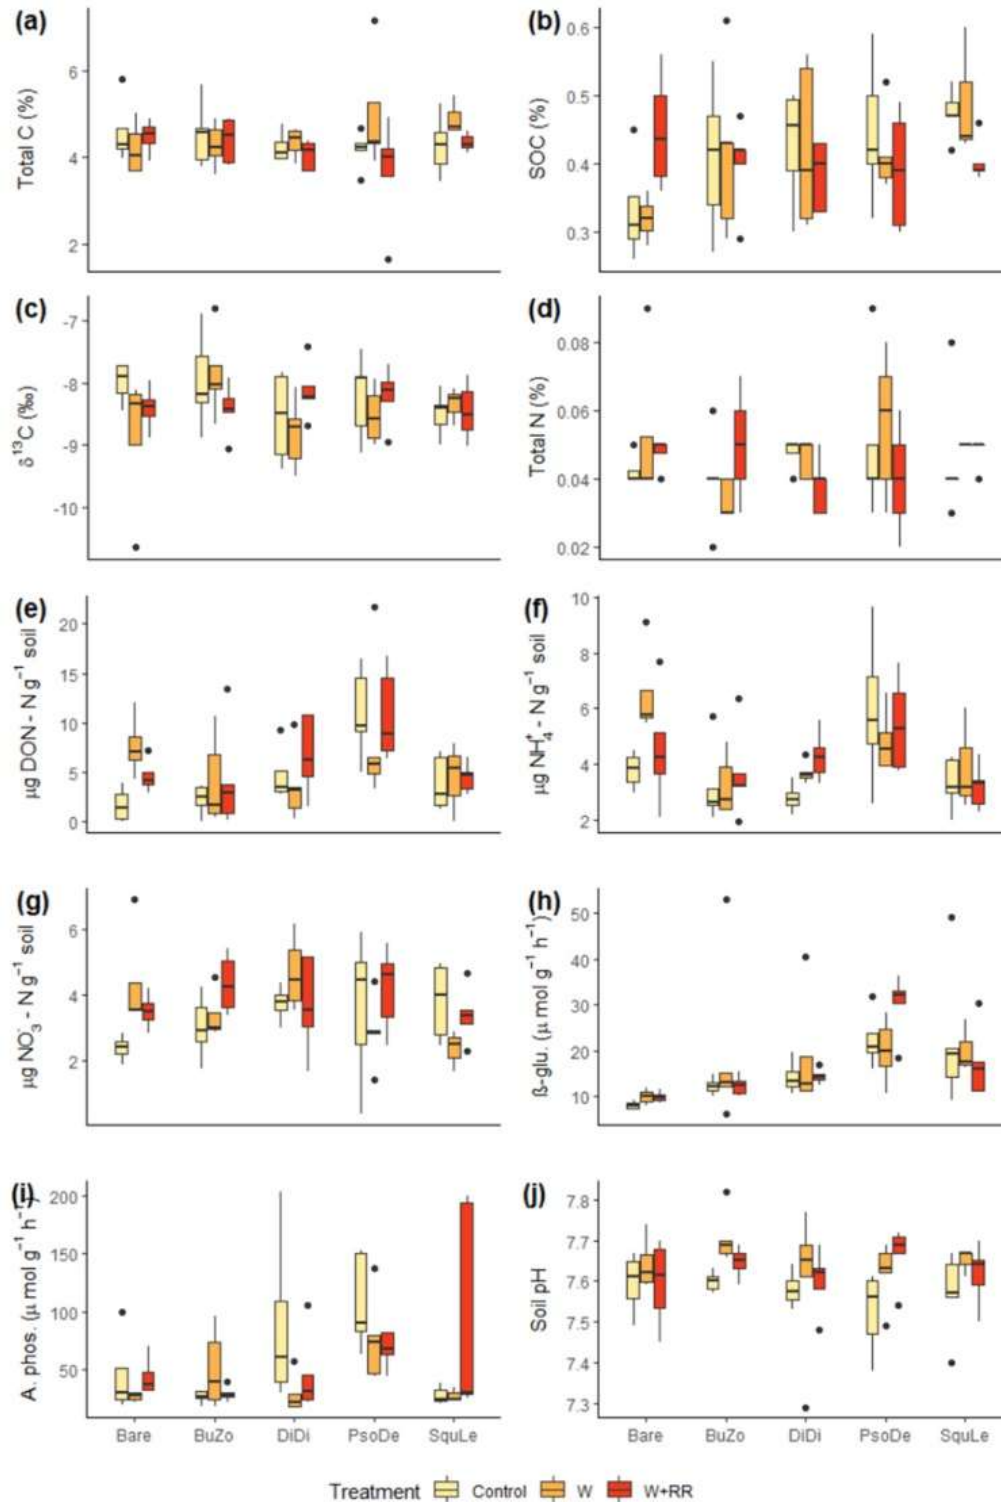 (a)
Total C (%)
6
4
2
(b)
SOC (%)
0.6
0.5
0.4
0.3
(c)
δ¹³C (‰)
-7
-8
-9
-10
(d)
Total N (%)
0.08
0.06
0.04
0.02
(e)
µg DON - N g⁻¹ soil
20
15
10
5
0
(f)
µg NH₄⁺ - N g⁻¹ soil
10
8
6
4
2
(g)
µg NO₃⁻ - N g⁻¹ soil
6
4
2
(h)
ß-glu. (µ mol g⁻¹ h⁻¹)
50
40
30
20
10
(i)
A. phos. (µ mol g⁻¹ h⁻¹)
200
150
100
50
Bare BuZo DiDi PsoDe SquLe
(j)
Soil pH
7.8
7.7
7.6
7.5
7.4
7.3
Bare BuZo DiDi PsoDe SquLe
Treatment Control W W+RR